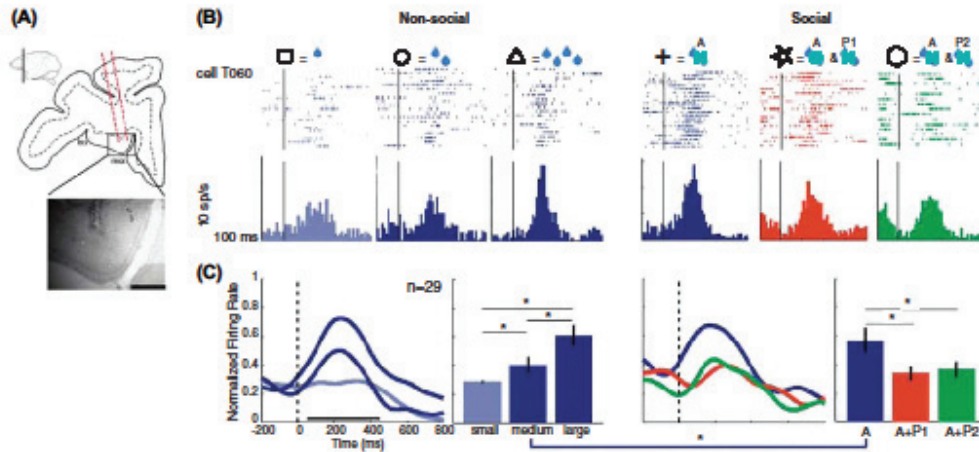 (A)
(B)
Non-social
Social
= 
= 
= 
A
= 
A P1
= &
A P2
= &
cell T060
10 sp/s
100 ms
(C)
Normalized Firing Rate
1
0.8
0.6
0.4
0.2
0
-200 0 200 400 600 800
Time (ms)
n=29
* * *
small medium large
* * *
A A+P1 A+P2
*